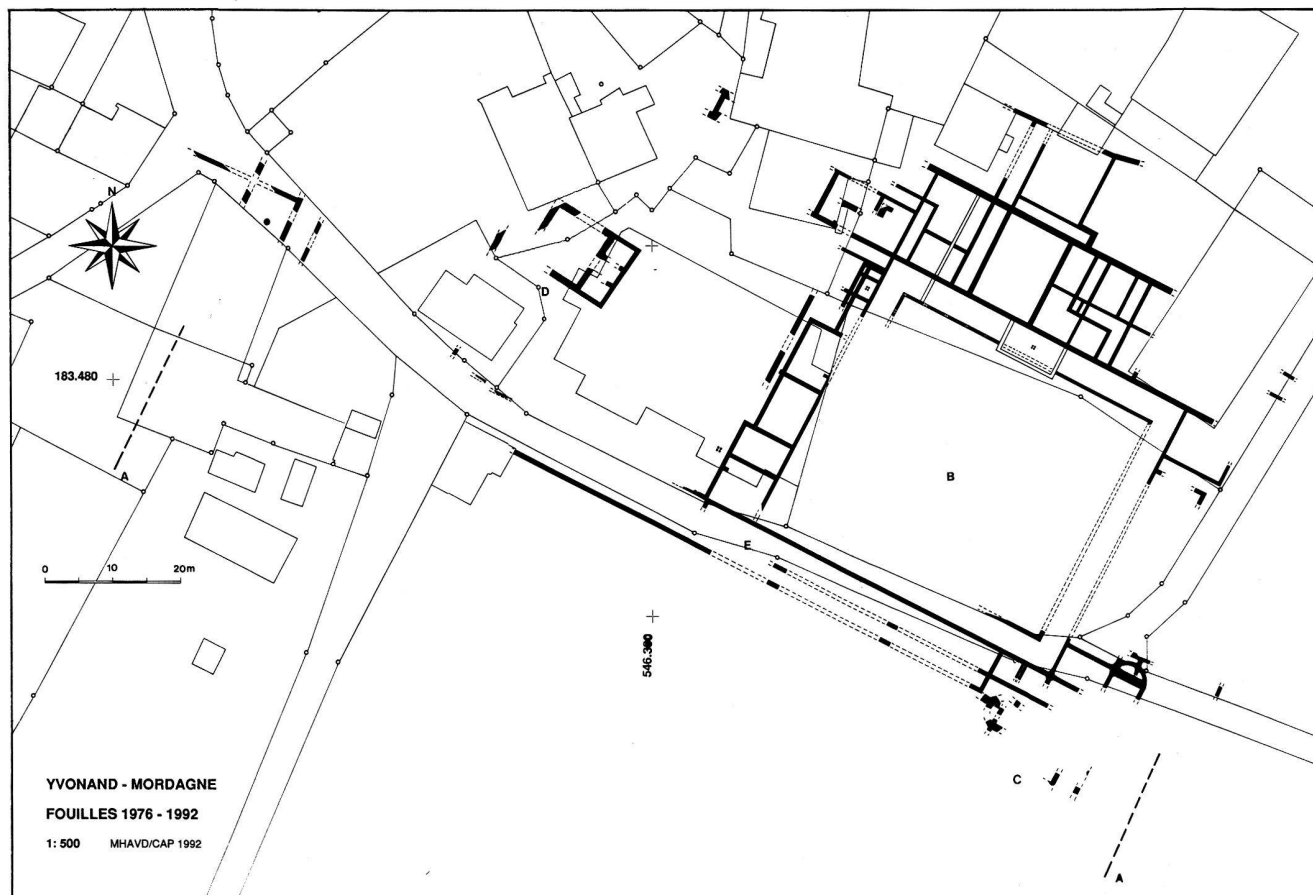 N
D
183.480
A
B
0 10 20m
E
546.300
C
YVONAND - MORDAGNE
FOUILLES 1976 - 1992
1: 500 MHAVD/CAP 1992
A